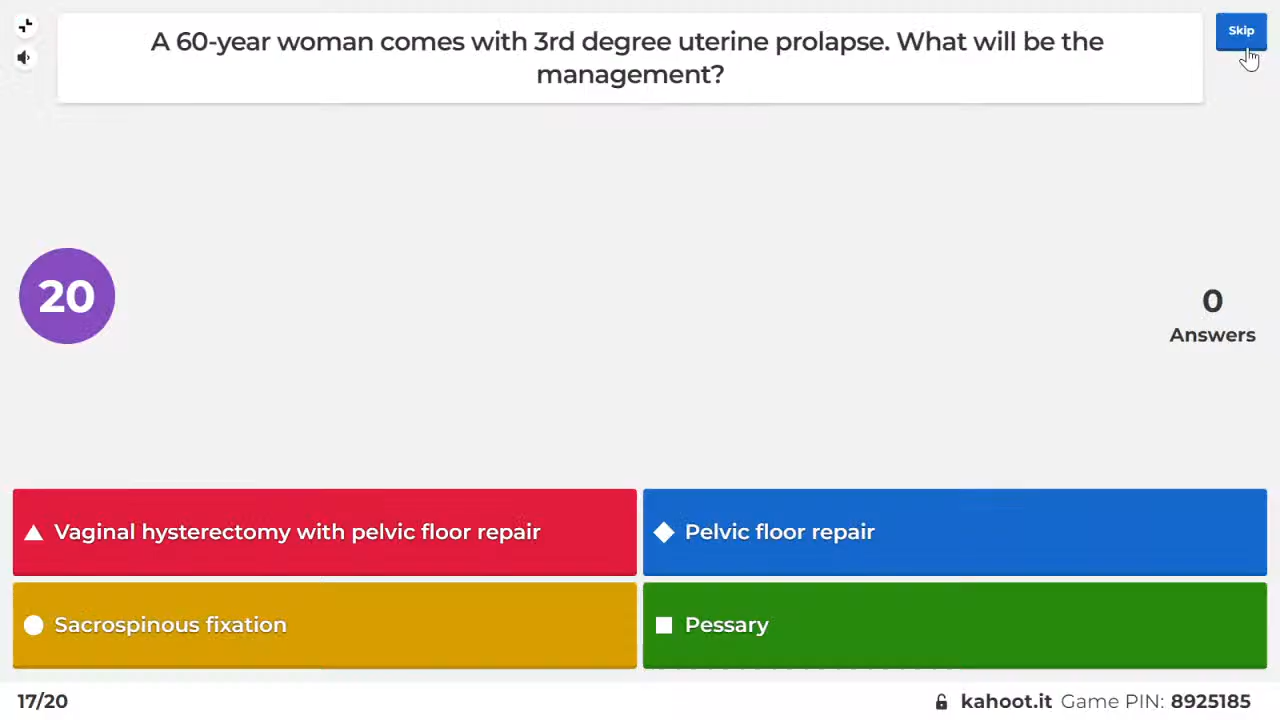 A 60-year woman comes with 3rd degree uterine prolapse. What will be the
management?
Skip
20
0
Answers
Vaginal hysterectomy with pelvic floor repair
Pelvic floor repair
Sacrospinous fixation
Pessary
17/20
kahoot.it Game PIN: 8925185